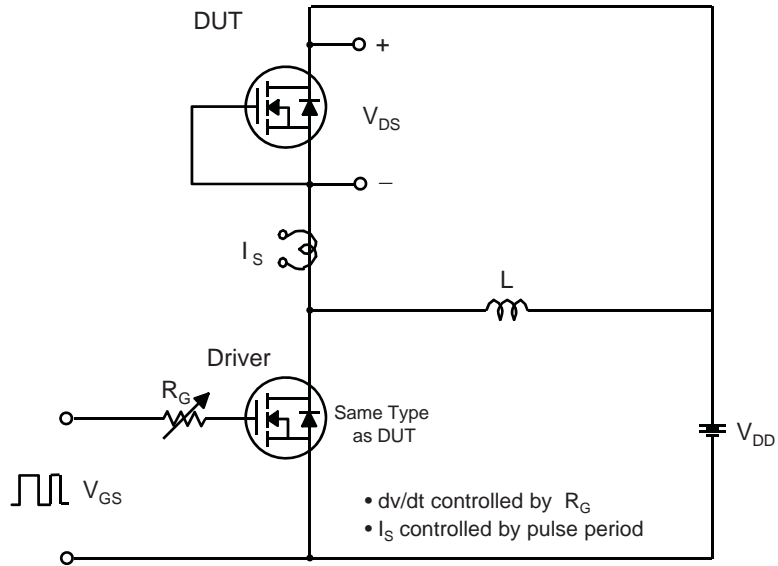 DUT
+
V_DS
−
I_S
L
Driver
R_G
Same Type
as DUT
V_DD
V_GS
• dv/dt controlled by R_G
• I_S controlled by pulse period